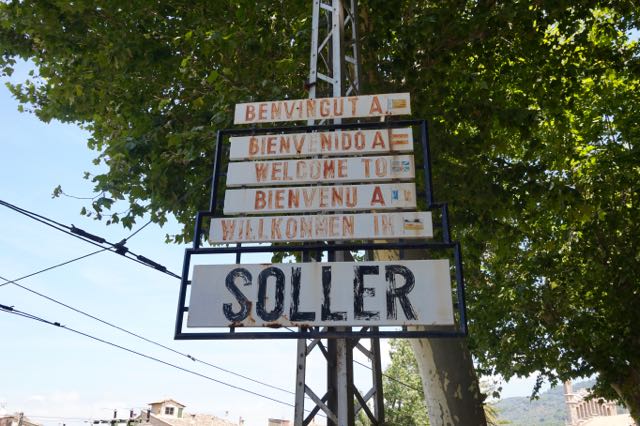 BENVINGUT A
BIENVENIDO A
WELCOME TO
BIENVENU A
WILLKOMMEN IN
SOLLER